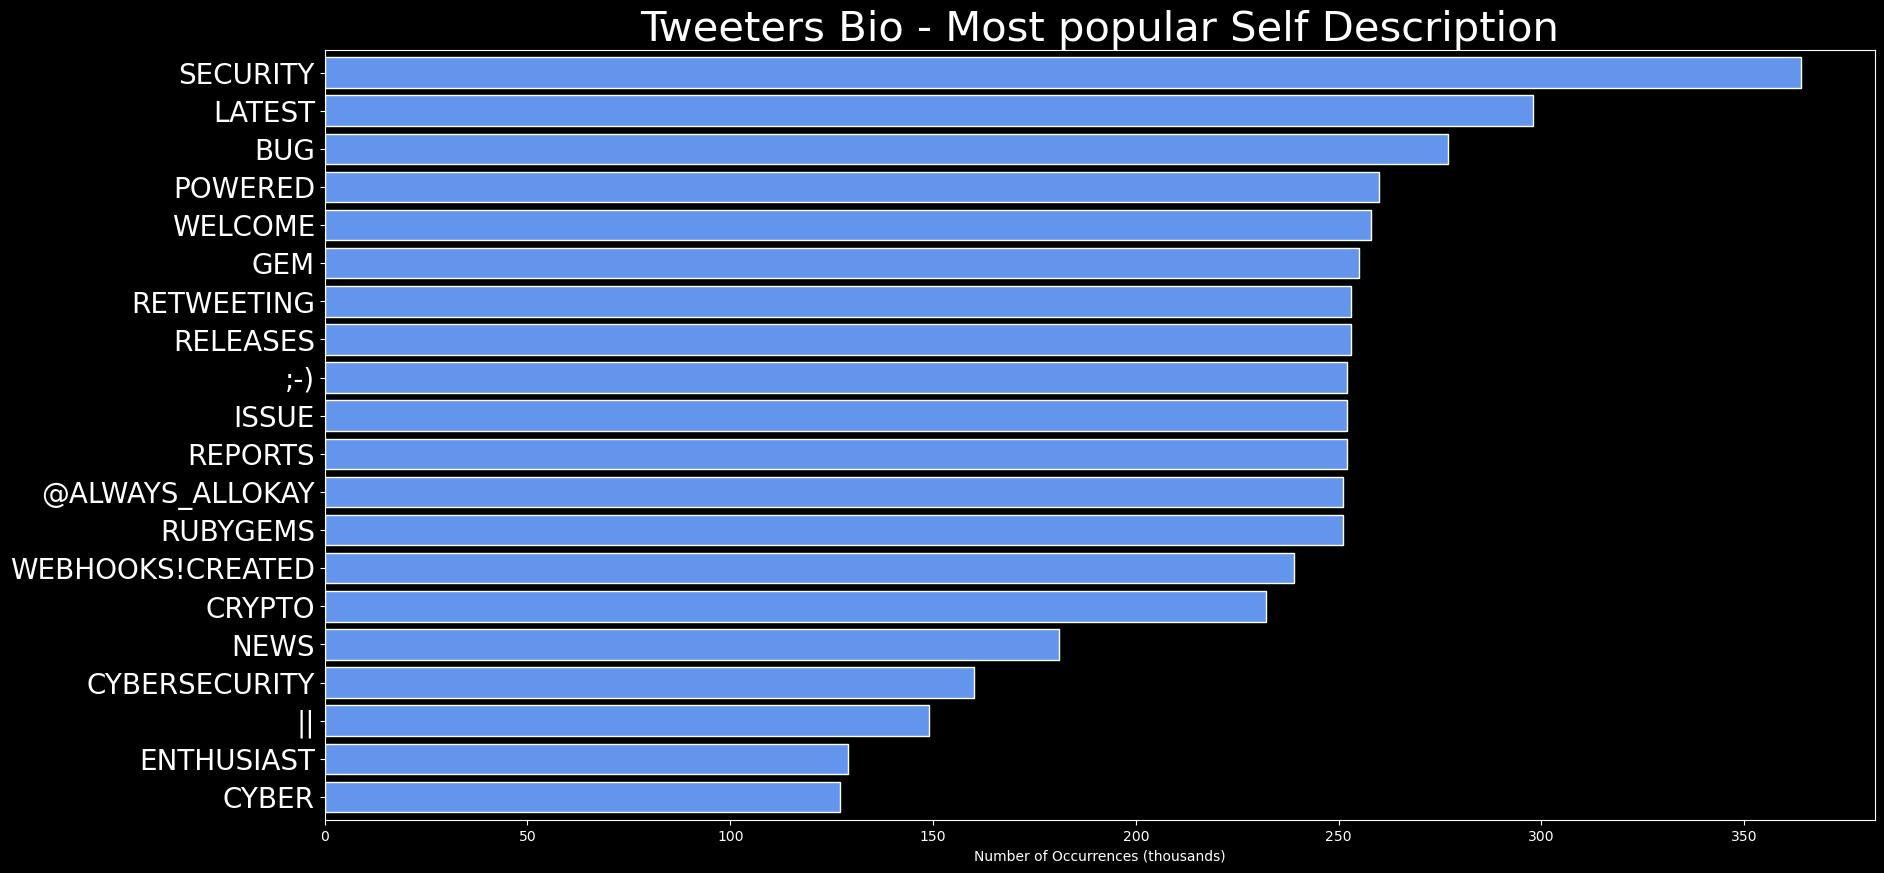 Tweeters Bio - Most popular Self Description
SECURITY
LATEST
BUG
POWERED
WELCOME
GEM
RETWEETING
RELEASES
;-)
ISSUE
REPORTS
@ALWAYS_ALLOKAY
RUBYGEMS
WEBHOOKS!CREATED
CRYPTO
NEWS
CYBERSECURITY
||
ENTHUSIAST
CYBER
0 50 100 150 200 250 300 350
Number of Occurrences (thousands)